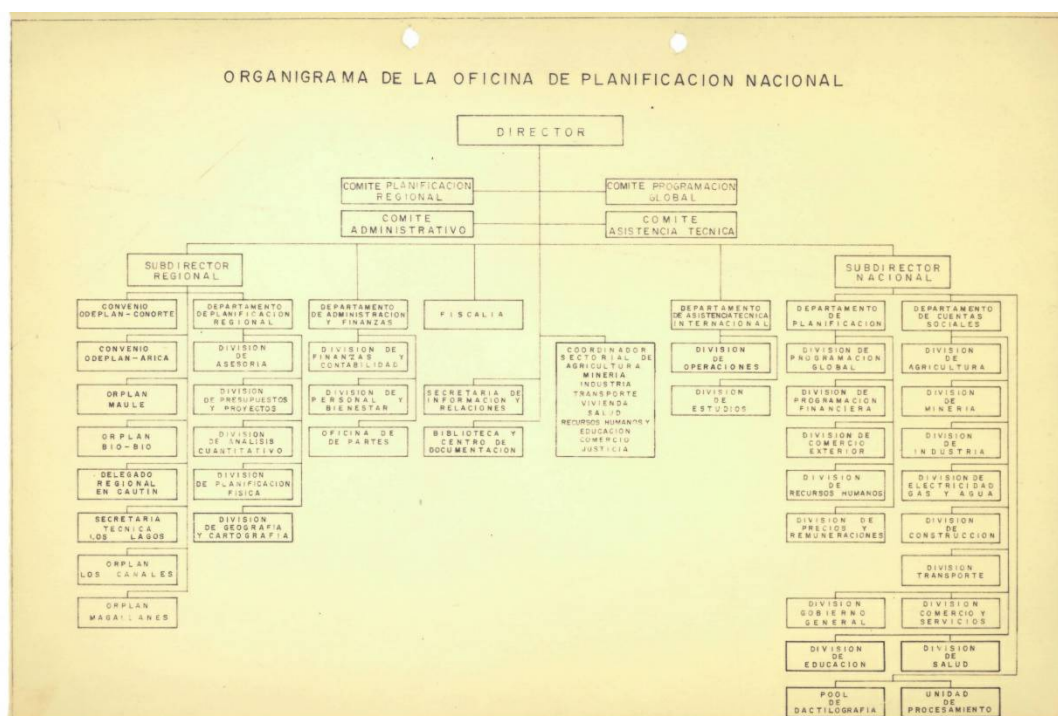 ORGANIGRAMA DE LA OFICINA DE PLANIFICACION NACIONAL
DIRECTOR
COMITE PLANIFICACION
REGIONAL
COMITE PROGRAMACION
GLOBAL
COMITE
ADMINISTRATIVO
COMITE
ASISTENCIA TECNICA
SUBDIRECTOR
REGIONAL
SUBDIRECTOR
NACIONAL
CONVENIO
ODEPLAN-CONORTE
CONVENIO
ODEPLAN-ARICA
ORPLAN
MAULE
ORPLAN
BIO-BIO
DELEGADO
REGIONAL
EN CAUTIN
SECRETARIA
TECNICA
LOS LAGOS
ORPLAN
LOS CANALES
ORPLAN
MAGALLANES
DEPARTAMENTO
DE PLANIFICACION
REGIONAL
DIVISION
DE
ASESORIA
DIVISION
DE PRESUPUESTOS
Y PROYECTOS
DIVISION
DE ANALISIS
CUANTITATIVO
DIVISION
DE PLANIFICACION
FISICA
DIVISION
DE GEOGRAFIA
Y CARTOGRAFIA
DEPARTAMENTO
DE ADMINISTRACION
Y FINANZAS
DIVISION DE
FINANZAS Y
CONTABILIDAD
DIVISION DE
PERSONAL Y
BIENESTAR
OFICINA DE
DE PARTES
FISCALIA
SECRETARIA DE
INFORMACION Y
RELACIONES
BIBLIOTECA Y
CENTRO DE
DOCUMENTACION
COORDINADOR
SECTORIAL DE
AGRICULTURA
MINERIA
INDUSTRIA
TRANSPORTE
VIVIENDA
SALUD
RECURSOS HUMANOS Y
EDUCACIÓN
COMERCIO
JUSTICIA
DEPARTAMENTO
DE ASISTENCIA TECNICA
INTERNACIONAL
DIVISION
DE
OPERACIONES
DIVISION
DE
ESTUDIOS
DEPARTAMENTO
DE
PLANIFICACION
DIVISION DE
PROGRAMACION
GLOBAL
DIVISION DE
PROGRAMACION
FINANCIERA
DIVISION DE
COMERCIO
EXTERIOR
DIVISION
DE
RECURSOS HUMANOS
DIVISION DE
PRECIOS Y
REMUNERACIONES
DEPARTAMENTO
DE CUENTAS
SOCIALES
DIVISION
DE
AGRICULTURA
DIVISION
DE
MINERIA
DIVISION
DE
INDUSTRIA
DIVISION DE
ELECTRICIDAD
GAS Y AGUA
DIVISION
DE
CONSTRUCCION
DIVISION
TRANSPORTE
DIVISION
GOBIERNO
GENERAL
DIVISION
COMERCIO Y
SERVICIOS
DIVISION
DE
EDUCACION
DIVISION
DE
SALUD
POOL
DE
DACTILOGRAFIA
UNIDAD
DE
PROCESAMIENTO